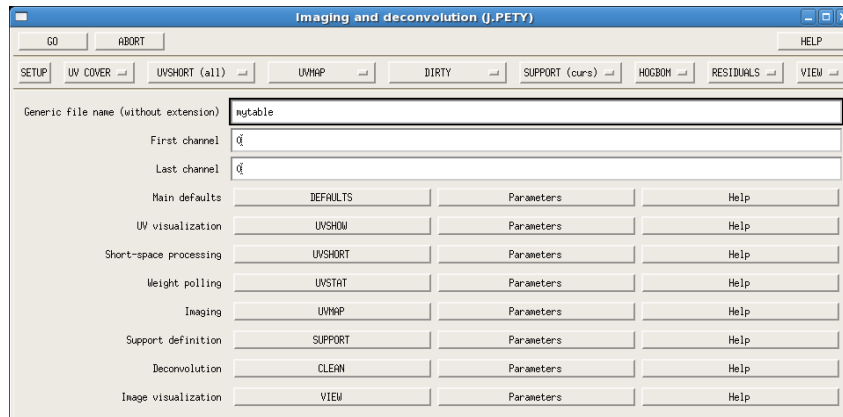 Imaging and deconvolution (J.PETY)
GO ABORT HELP
SETUP UV COVER UVSHORT (all) UVMAP DIRTY SUPPORT (curs) HOGBOM RESIDUALS VIEW
Generic file name (without extension) mytable
First channel 0
Last channel 0
Main defaults DEFAULTS Parameters Help
UV visualization UVSHOW Parameters Help
Short-space processing UVSHORT Parameters Help
Weight polling UVSTAT Parameters Help
Imaging UVMAP Parameters Help
Support definition SUPPORT Parameters Help
Deconvolution CLEAN Parameters Help
Image visualization VIEW Parameters Help